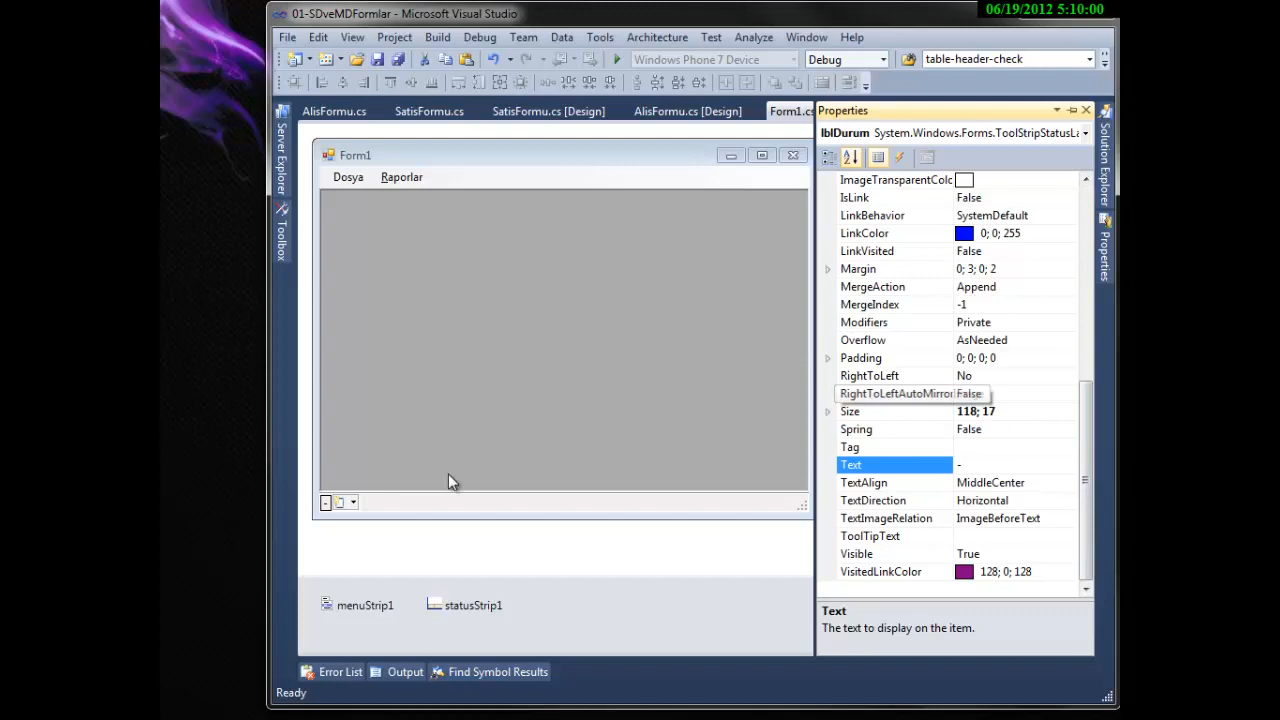 06/19/2012 5:10:00
01-SDveMDFormlar - Microsoft Visual Studio
File Edit View Project Build Debug Team Data Tools Architecture Test Analyze Window Help
Windows Phone 7 Device Debug table-header-check
AlisFormu.cs SatisFormu.cs SatisFormu.cs [Design] AlisFormu.cs [Design] Form1.cs
Properties
lblDurum System.Windows.Forms.ToolStripStatusLa
Server Explorer
Toolbox
Solution Explorer
Properties
Form1
Dosya Raporlar
-
menuStrip1 statusStrip1
ImageTransparentColc
IsLink False
LinkBehavior SystemDefault
LinkColor 0; 0; 255
LinkVisited False
Margin 0; 3; 0; 2
MergeAction Append
MergeIndex -1
Modifiers Private
Overflow AsNeeded
Padding 0; 0; 0; 0
RightToLeft No
RightToLeftAutoMirror False
Size 118; 17
Spring False
Tag
Text -
TextAlign MiddleCenter
TextDirection Horizontal
TextImageRelation ImageBeforeText
ToolTipText
Visible True
VisitedLinkColor 128; 0; 128
Text
The text to display on the item.
Error List Output Find Symbol Results
Ready